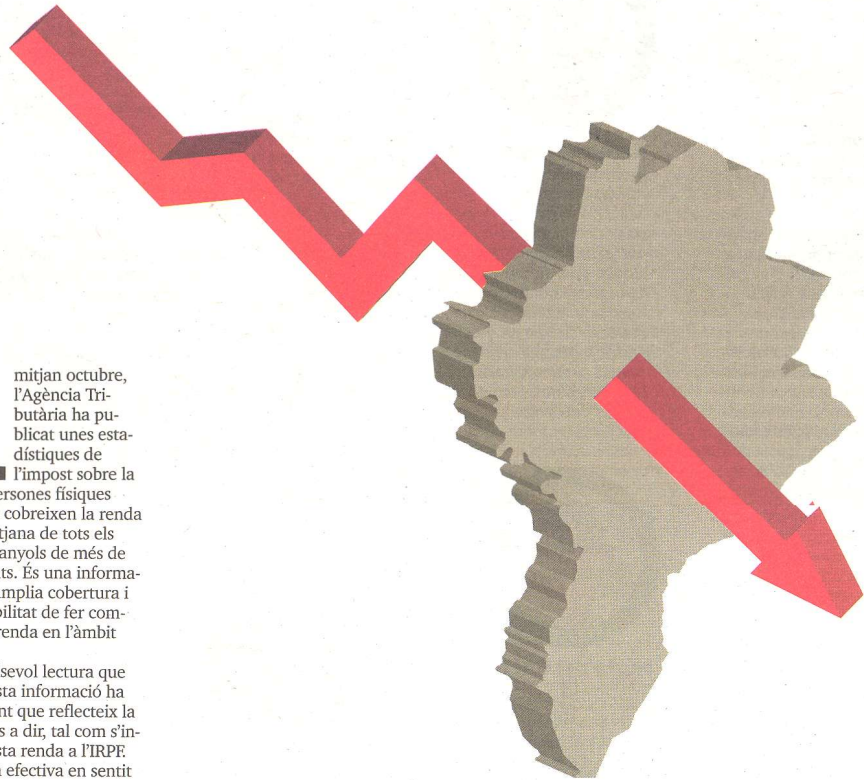 mitjan octubre,
l'Agència Tri-
butària ha pu-
blicat unes esta-
dístiques de
l'impost sobre la
ersones físiques
cobreixen la renda
tjana de tots els
anyols de més de
ts. És una informa-
mplia cobertura i
bilitat de fer com-
renda en l'àmbit
sevol lectura que
sta informació ha
nt que reflecteix la
s a dir, tal com s'in-
sta renda a l'IRPF.
efectiva en sentit